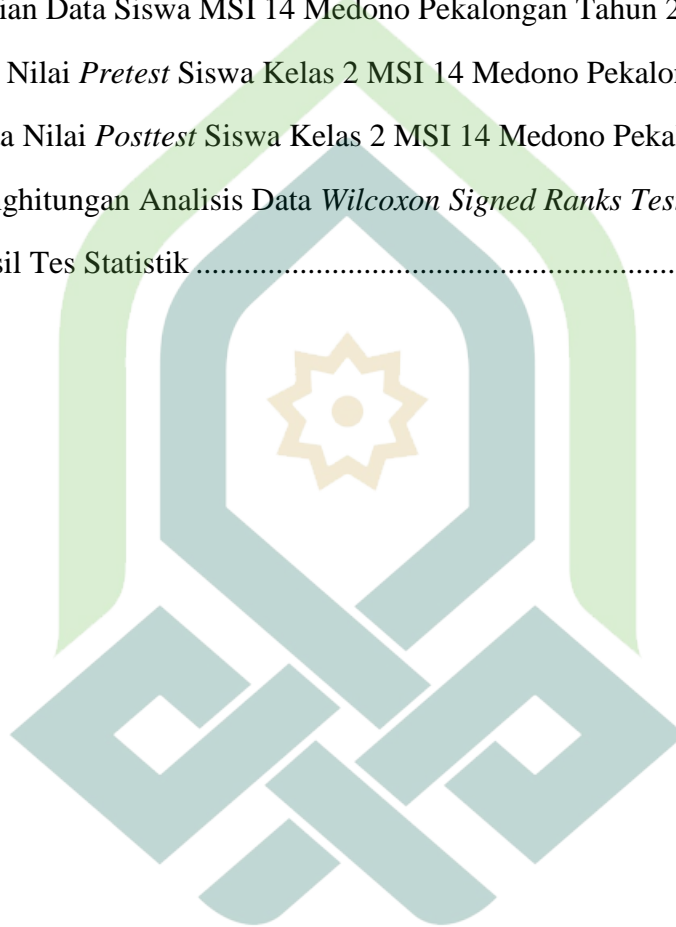 ian Data Siswa MSI 14 Medono Pekalongan Tahun 2
Nilai Pretest Siswa Kelas 2 MSI 14 Medono Pekalon
a Nilai Posttest Siswa Kelas 2 MSI 14 Medono Peka
nghitungan Analisis Data Wilcoxon Signed Ranks Tes
sil Tes Statistik ........................................................................